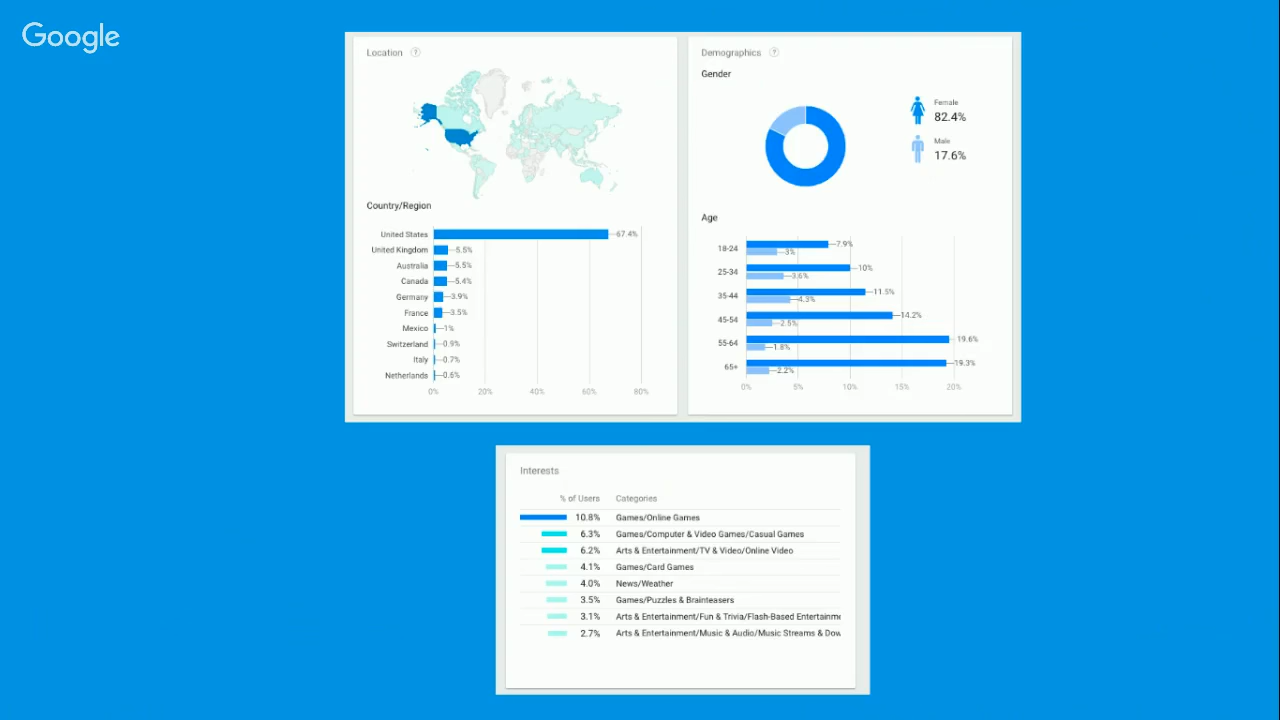 Google
Location ?
Country/Region
United States 67.4%
United Kingdom 5.5%
Australia 5.5%
Canada 5.4%
Germany 3.9%
France 3.5%
Mexico 1%
Switzerland 0.9%
Italy 0.7%
Netherlands 0.6%
0% 20% 40% 60% 80%
Demographics ?
Gender
Female
82.4%
Male
17.6%
Age
18-24 7.9%
3%
25-34 10%
3.6%
35-44 11.5%
4.3%
45-54 14.2%
2.5%
55-64 19.6%
1.8%
65+ 19.3%
2.2%
0% 5% 10% 15% 20%
Interests
% of Users Categories
10.8% Games/Online Games
6.3% Games/Computer & Video Games/Casual Games
6.2% Arts & Entertainment/TV & Video/Online Video
4.1% Games/Card Games
4.0% News/Weather
3.5% Games/Puzzles & Brainteasers
3.1% Arts & Entertainment/Fun & Trivia/Flash-Based Entertainme
2.7% Arts & Entertainment/Music & Audio/Music Streams & Dow